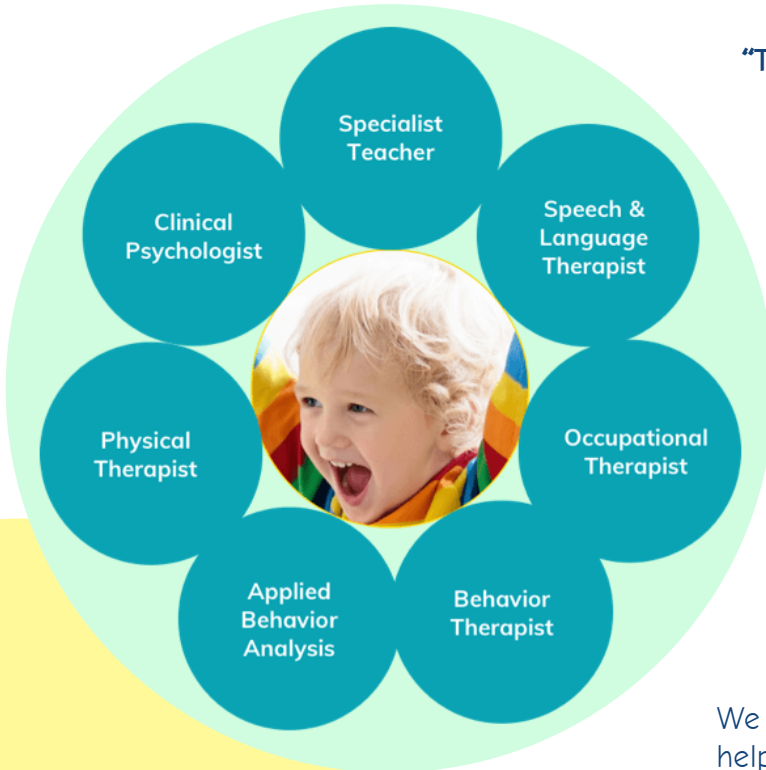 “T
Specialist
Teacher
Clinical
Psychologist
Speech &
Language
Therapist
Physical
Therapist
Occupational
Therapist
Applied
Behavior
Analysis
Behavior
Therapist
We
help